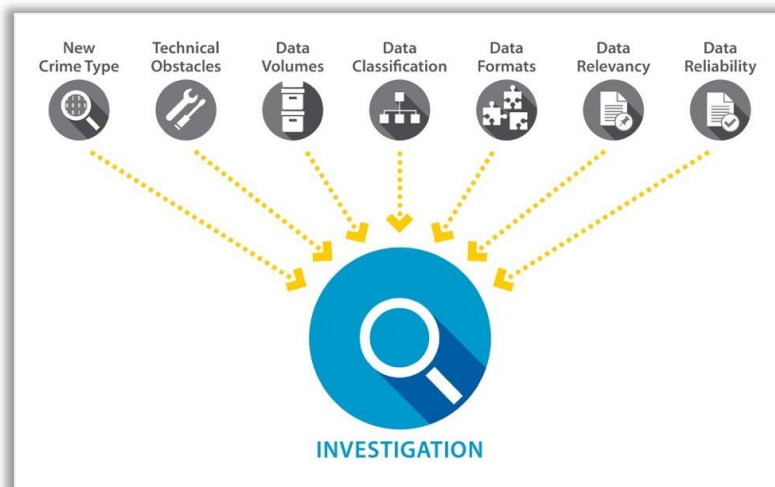 New
Crime Type
Technical
Obstacles
Data
Volumes
Data
Classification
Data
Formats
Data
Relevancy
Data
Reliability
INVESTIGATION